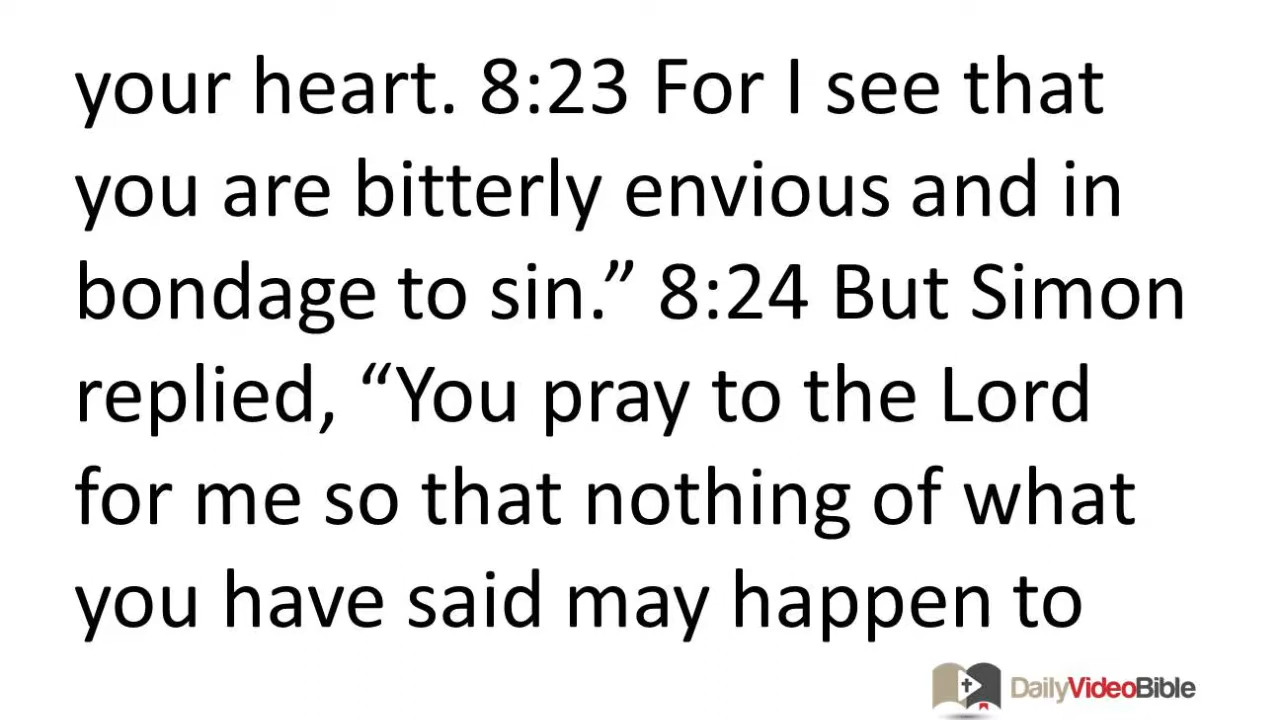 your heart. 8:23 For I see that
you are bitterly envious and in
bondage to sin.” 8:24 But Simon
replied, “You pray to the Lord
for me so that nothing of what
you have said may happen to
DailyVideoBible